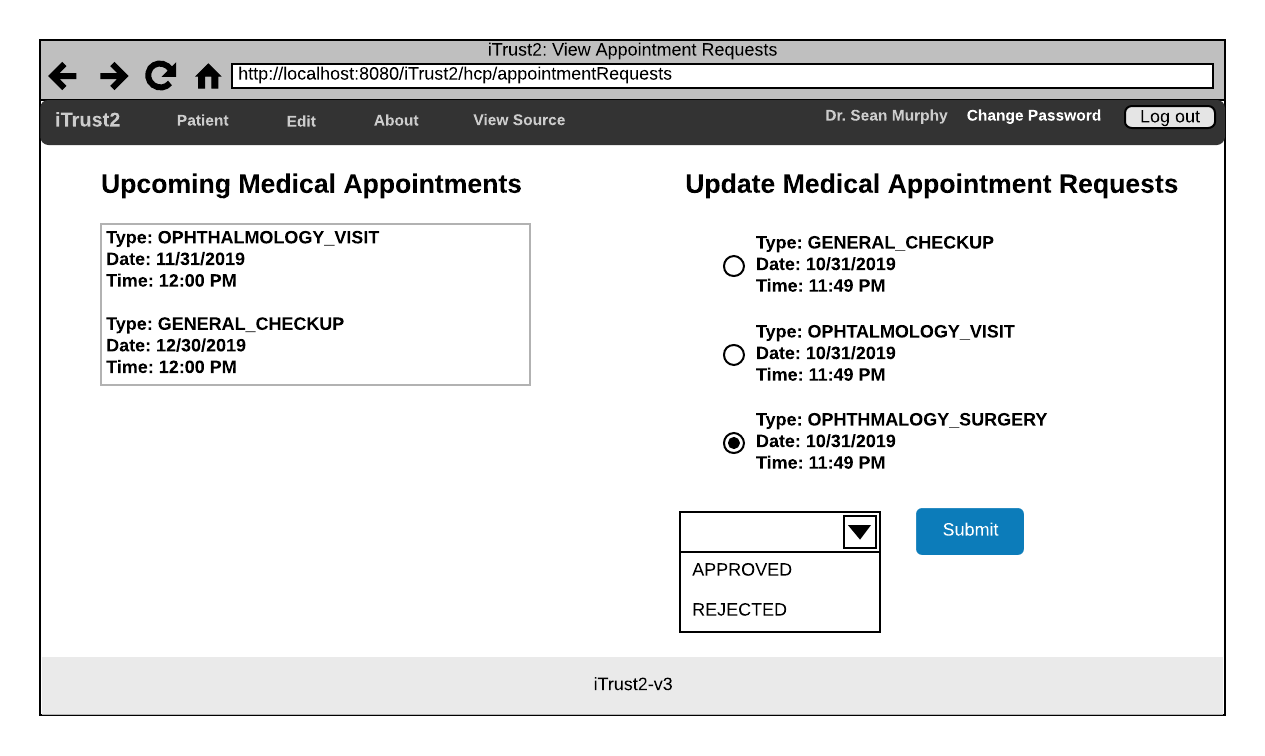 iTrust2: View Appointment Requests
http://localhost:8080/iTrust2/hcp/appointmentRequests
iTrust2 Patient Edit About View Source Dr. Sean Murphy Change Password Log out
Upcoming Medical Appointments
Type: OPHTHALMOLOGY_VISIT
Date: 11/31/2019
Time: 12:00 PM
Type: GENERAL_CHECKUP
Date: 12/30/2019
Time: 12:00 PM
Update Medical Appointment Requests
Type: GENERAL_CHECKUP
Date: 10/31/2019
Time: 11:49 PM
Type: OPHTALMOLOGY_VISIT
Date: 10/31/2019
Time: 11:49 PM
Type: OPHTHMALOGY_SURGERY
Date: 10/31/2019
Time: 11:49 PM
Submit
APPROVED
REJECTED
iTrust2-v3